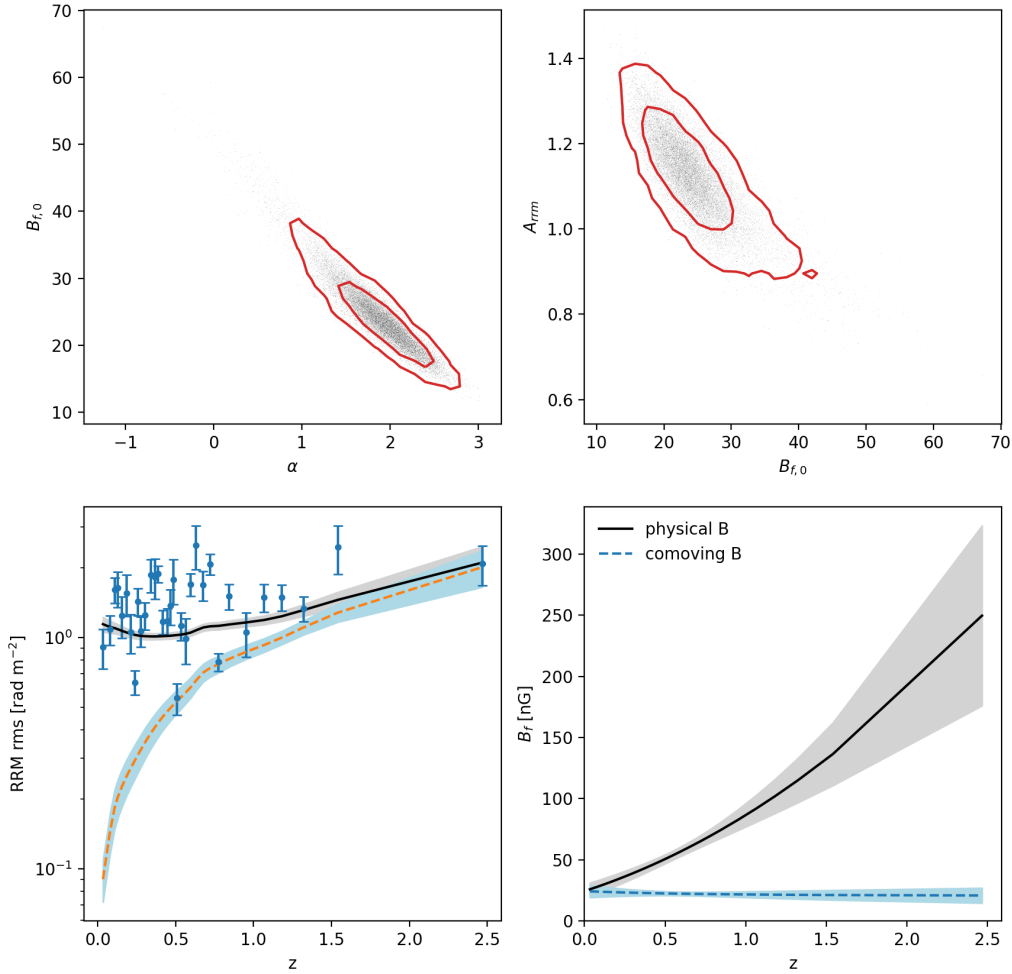 70
60
50
40
30
20
10
B_{f,0}
−1 0 1 2 3
α
1.4
1.2
1.0
0.8
0.6
A_{rrm}
10 20 30 40 50 60 70
B_{f,0}
10^0
10^{-1}
RRM rms [rad m^{-2}]
0.0 0.5 1.0 1.5 2.0 2.5
z
physical B
comoving B
300
250
200
150
100
50
0
B_f [nG]
0.0 0.5 1.0 1.5 2.0 2.5
z